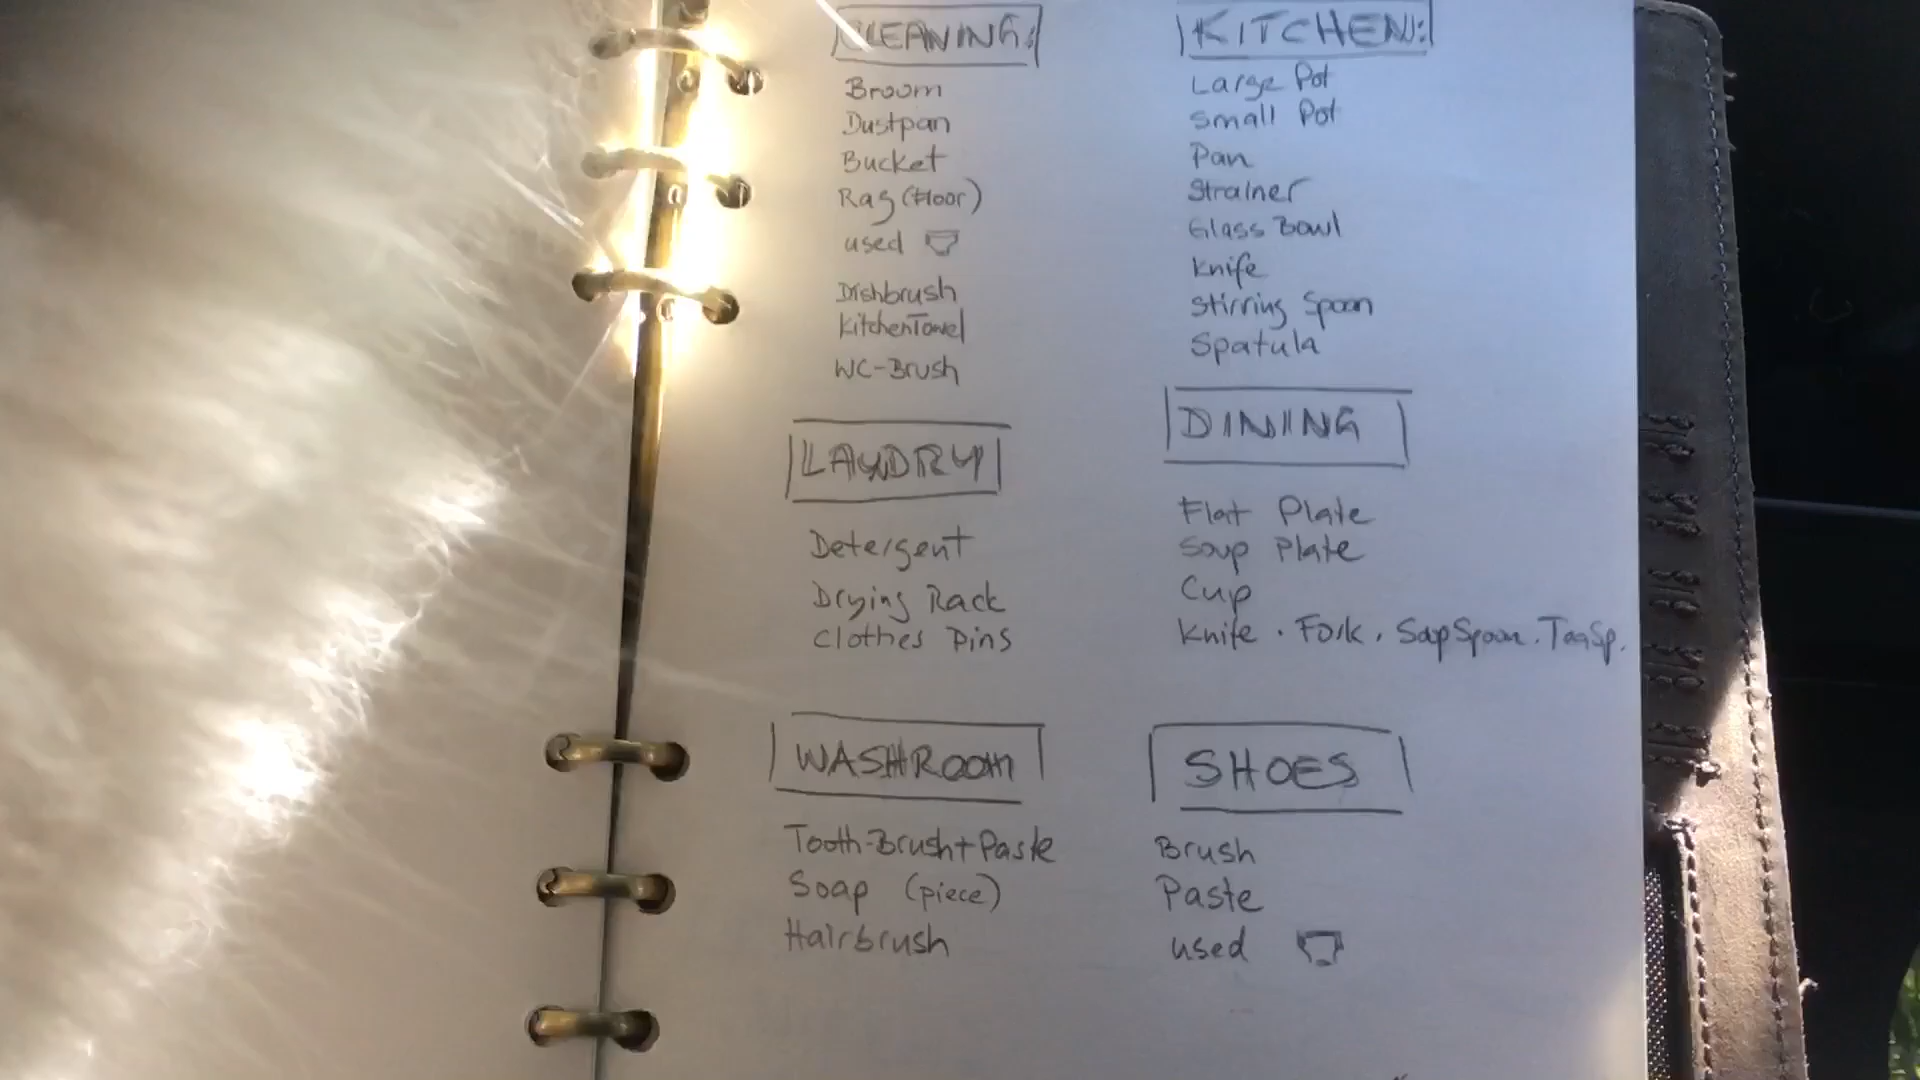 CLEANING:
Broom
Dustpan
Bucket
Rag (Floor)
used
Dishbrush
KitchenTowel
WC-Brush
LAUNDRY
Detergent
Drying Rack
Clothes Pins
WASHROOM
Tooth-Brush+Paste
Soap (piece)
Hairbrush
KITCHEN:
Large Pot
Small Pot
Pan
Strainer
Glass Bowl
Knife
Stirring Spoon
Spatula
DINING
Flat Plate
Soup Plate
Cup
Knife . Fork . SoupSpoon . TeaSp.
SHOES
Brush
Paste
used